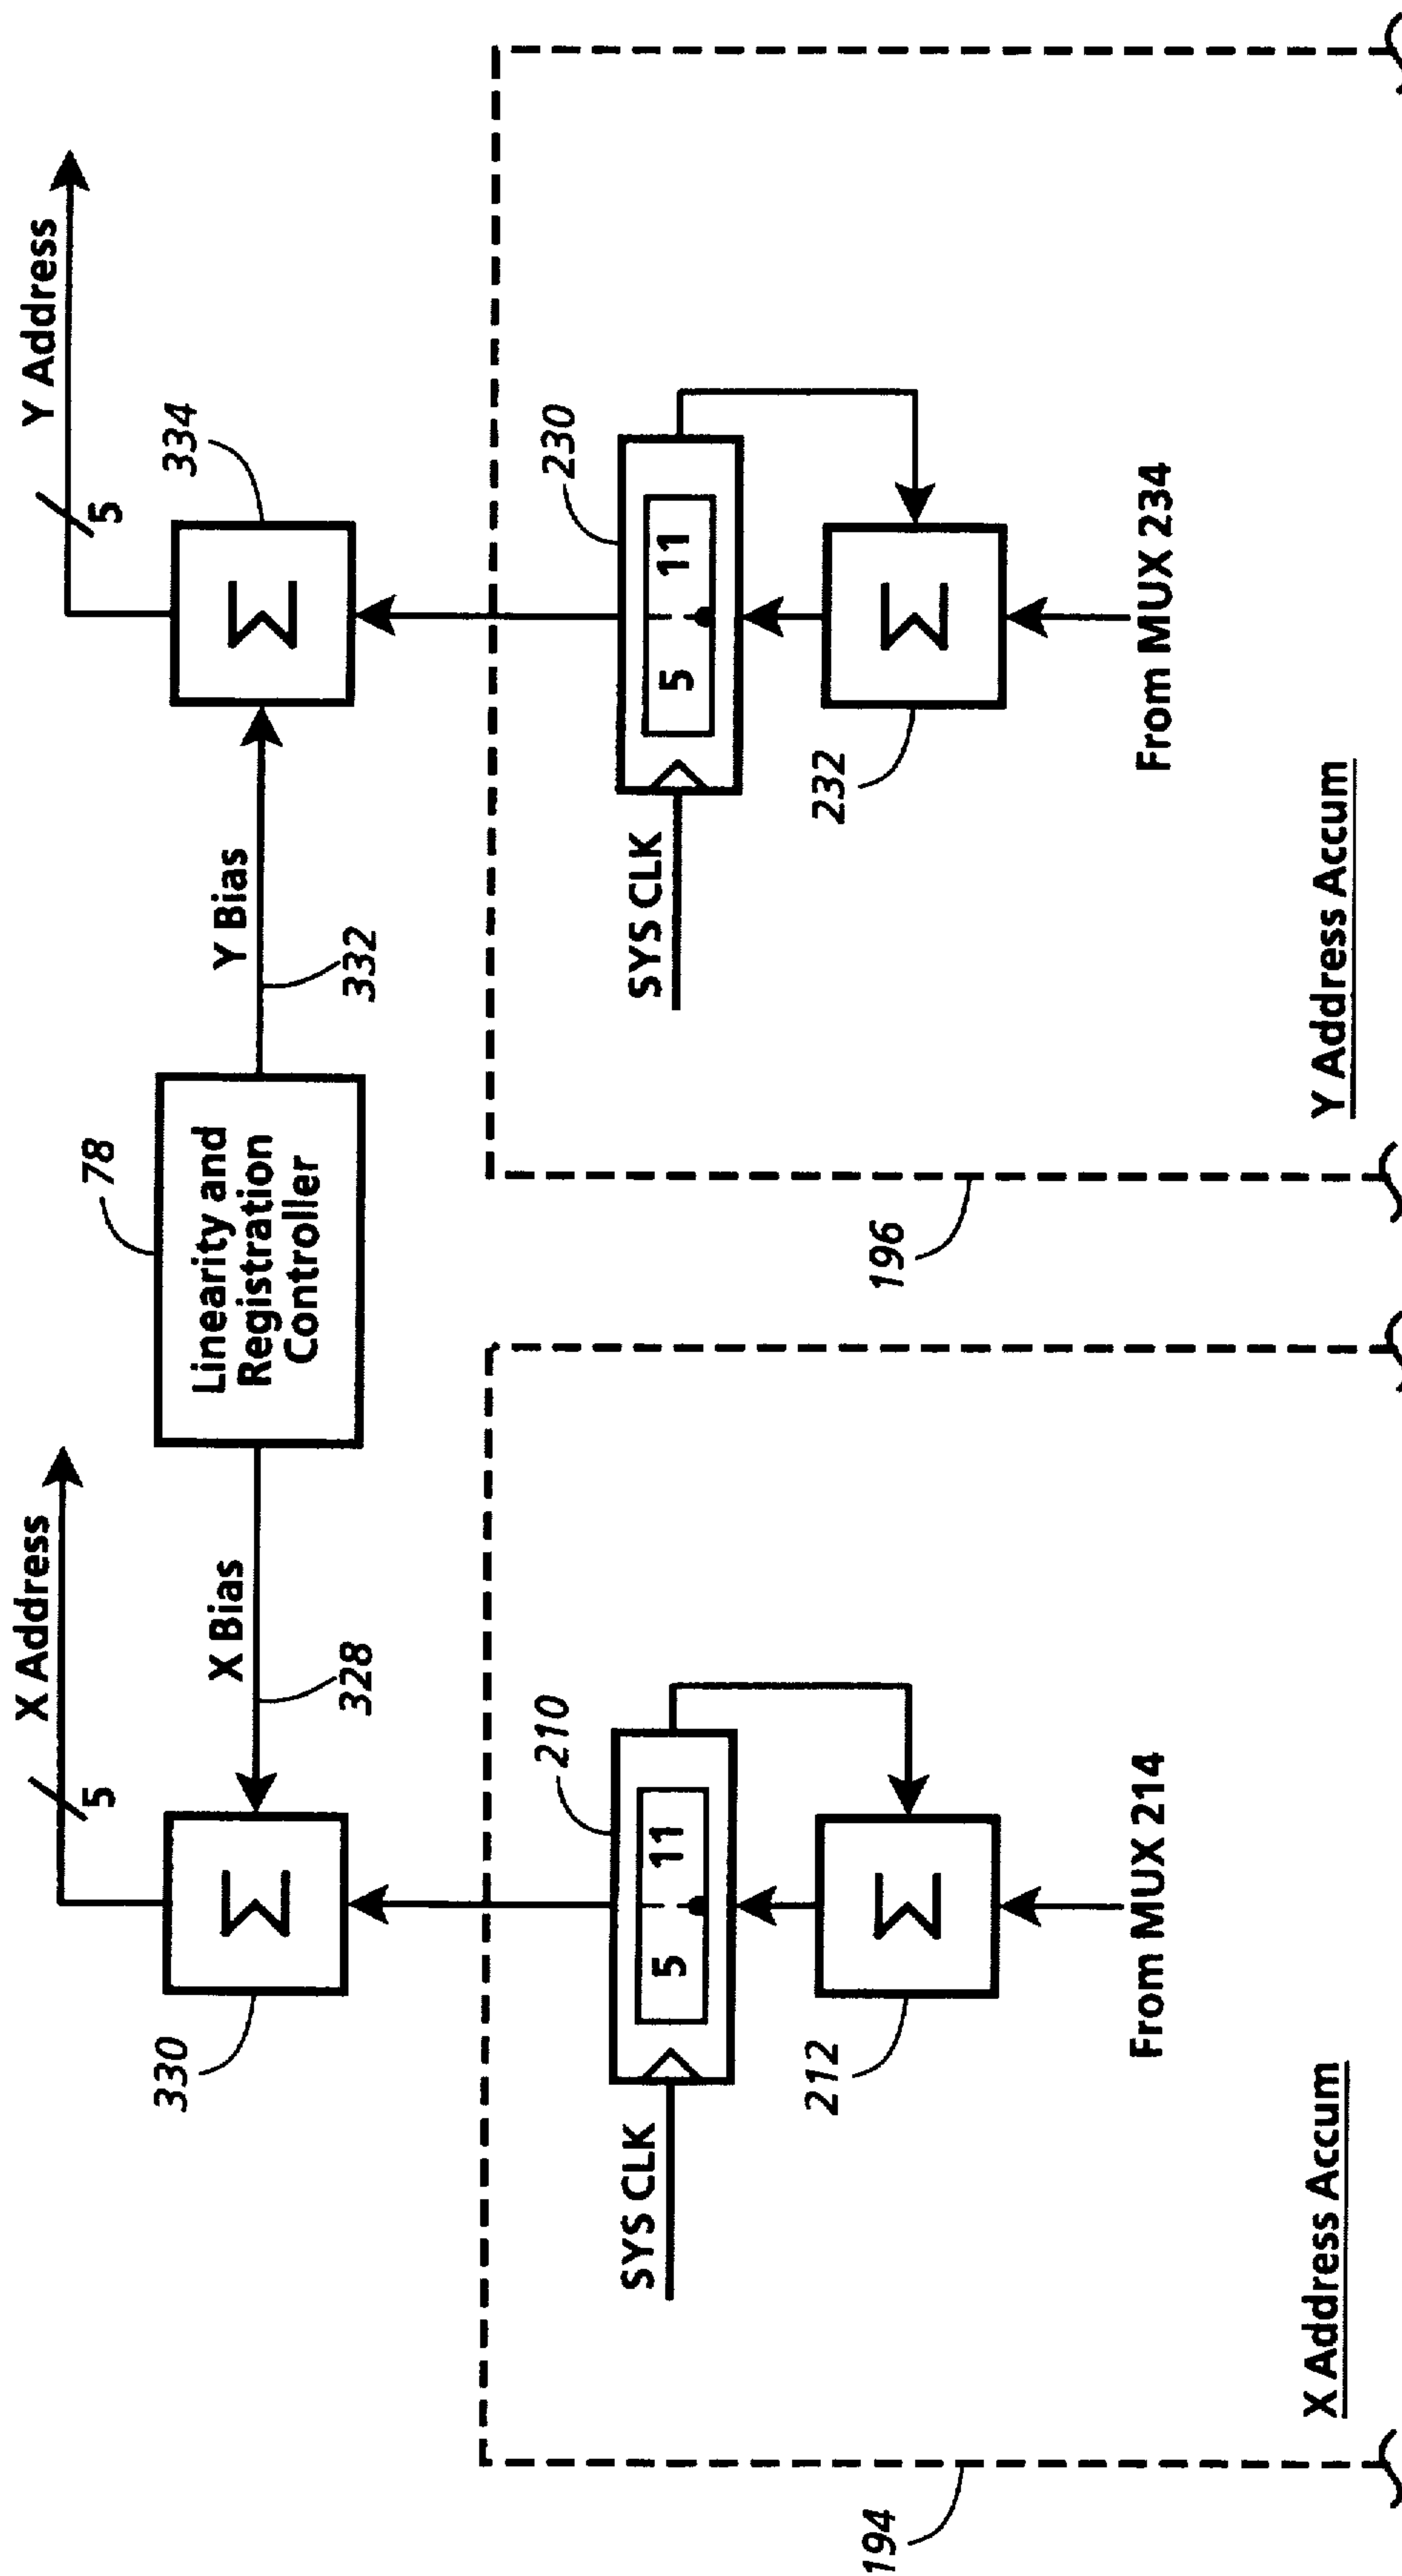 X Address
Y Address
5
5
78
334
330
X Bias
Linearity and
Registration
Controller
Y Bias
328
332
210
230
5 11
5 11
SYS CLK
SYS CLK
Σ
Σ
Σ
Σ
212
232
From MUX 214
From MUX 234
194
196
X Address Accum
Y Address Accum